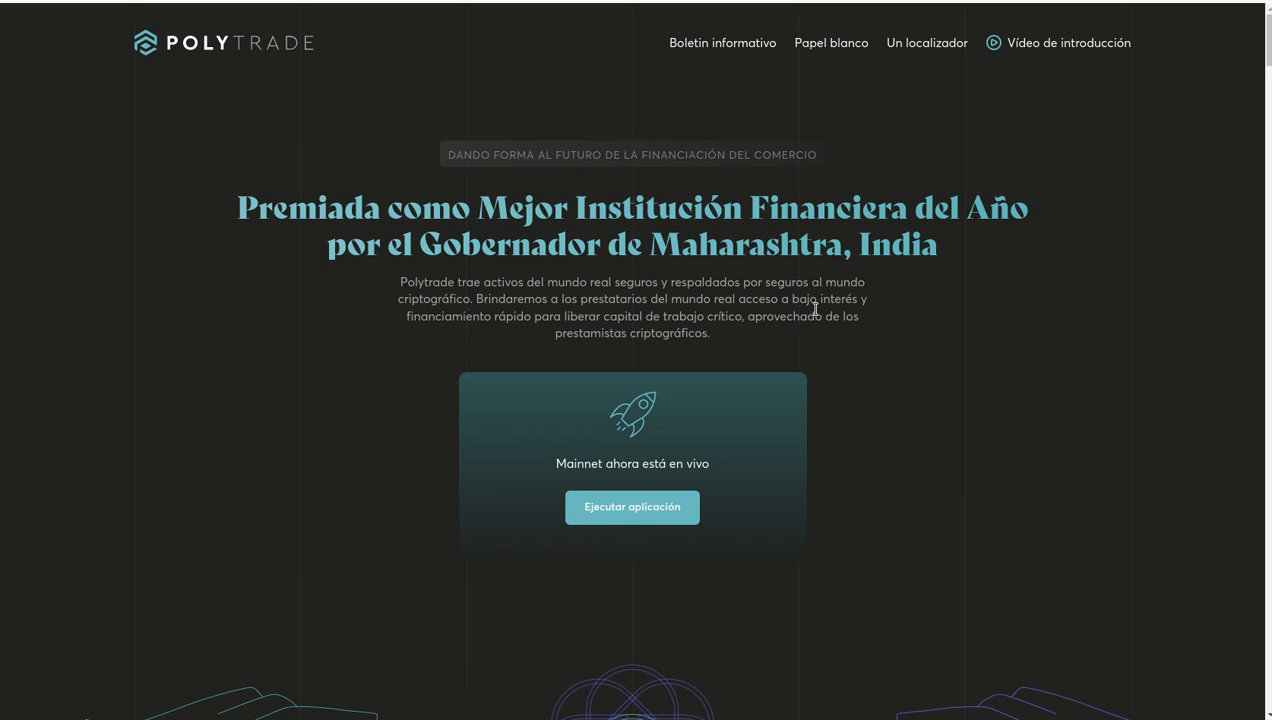 POLYTRADE
Boletin informativo Papel blanco Un localizador Vídeo de introducción
DANDO FORMA AL FUTURO DE LA FINANCIACIÓN DEL COMERCIO
Premiada como Mejor Institución Financiera del Año
por el Gobernador de Maharashtra, India
Polytrade trae activos del mundo real seguros y respaldados por seguros al mundo
criptográfico. Brindaremos a los prestatarios del mundo real acceso a bajo interés y
financiamiento rápido para liberar capital de trabajo crítico, aprovechado de los
prestamistas criptográficos.
Mainnet ahora está en vivo
Ejecutar aplicación